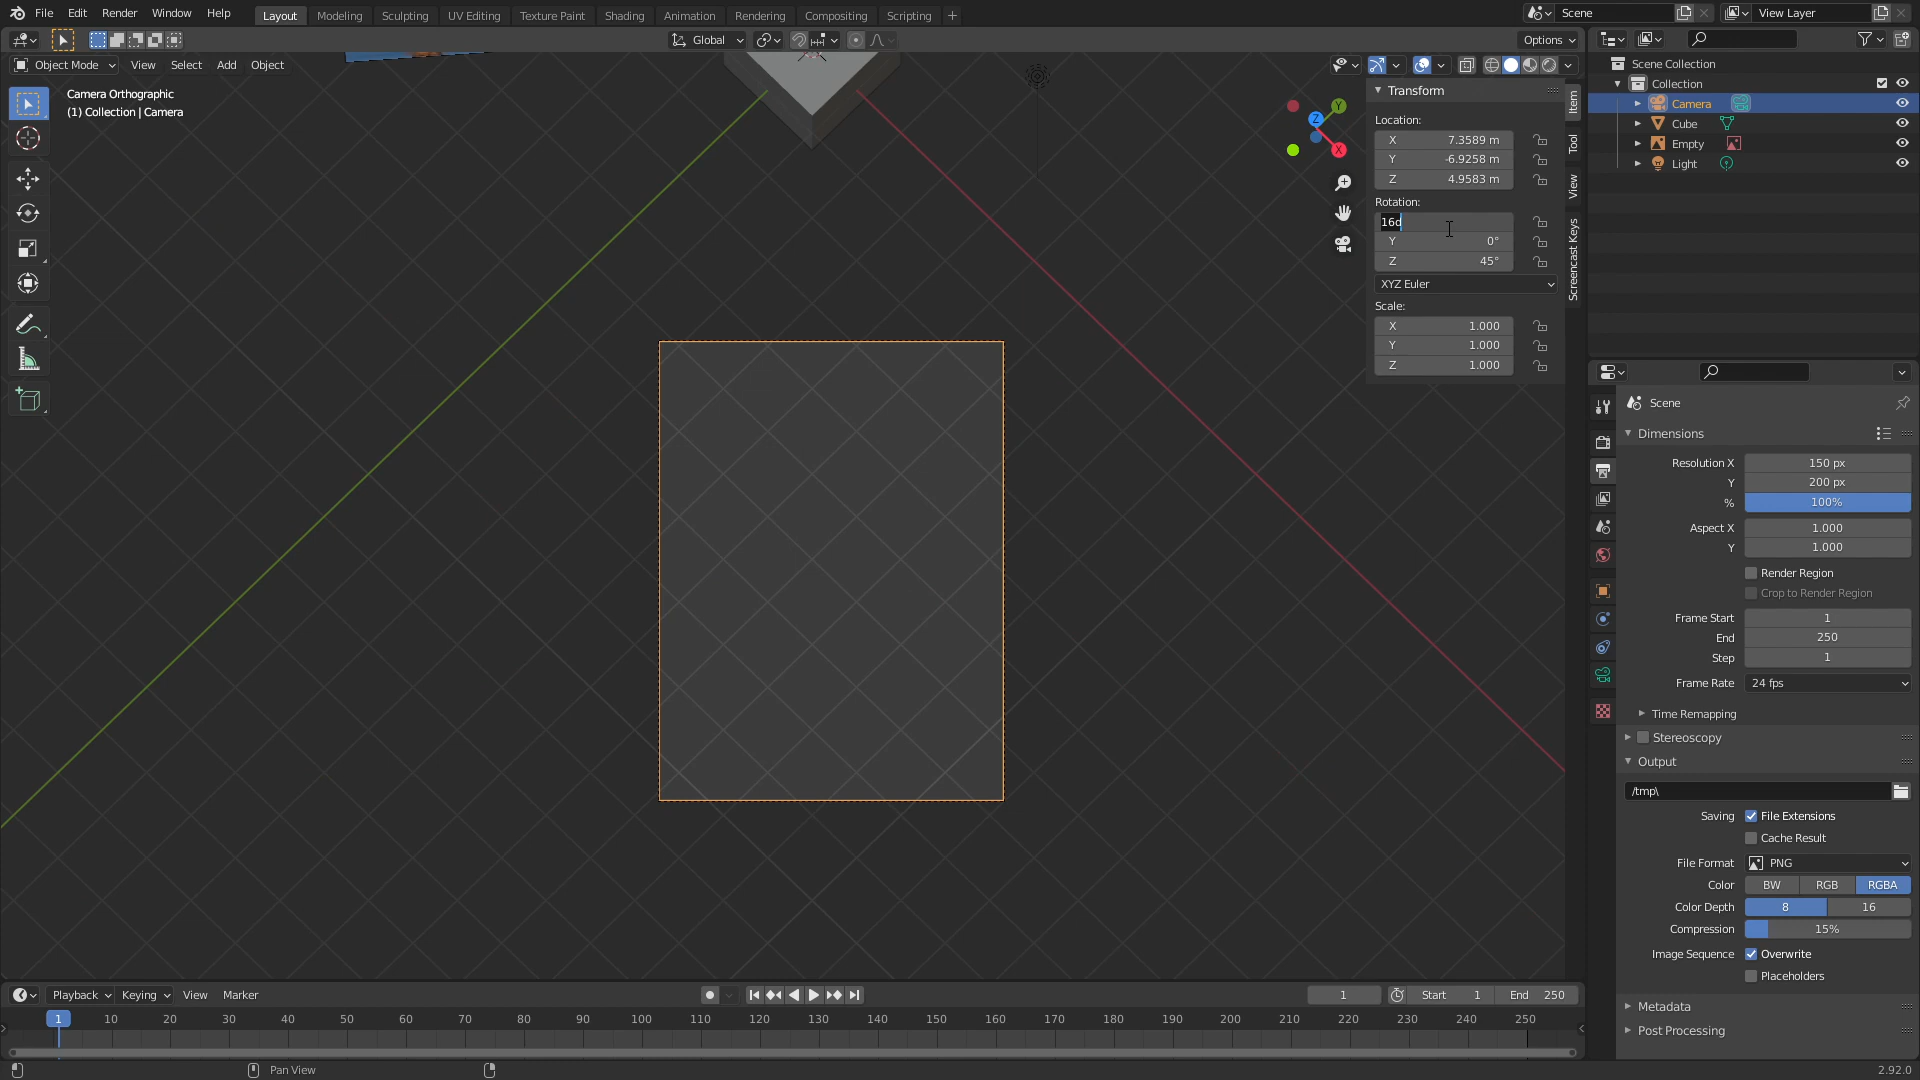 File Edit Render Window Help Layout Modeling Sculpting UV Editing Texture Paint Shading Animation Rendering Compositing Scripting + Scene View Layer
Global Options
Object Mode View Select Add Object
Camera Orthographic
(1) Collection | Camera
X Y Z
Transform
Location:
X 7.3589 m
Y -6.9258 m
Z 4.9583 m
Rotation:
16d
Y 0°
Z 45°
XYZ Euler
Scale:
X 1.000
Y 1.000
Z 1.000
Item
Tool
View
Screencast Keys
Scene Collection
Collection
Camera
Cube
Empty
Light
Scene
Dimensions
Resolution X 150 px
Y 200 px
% 100%
Aspect X 1.000
Y 1.000
Render Region
Crop to Render Region
Frame Start 1
End 250
Step 1
Frame Rate 24 fps
Time Remapping
Stereoscopy
Output
/tmp\
Saving File Extensions
Cache Result
File Format PNG
Color BW RGB RGBA
Color Depth 8 16
Compression 15%
Image Sequence Overwrite
Placeholders
Metadata
Post Processing
Playback Keying View Marker 1 Start 1 End 250
1 10 20 30 40 50 60 70 80 90 100 110 120 130 140 150 160 170 180 190 200 210 220 230 240 250
Pan View 2.92.0